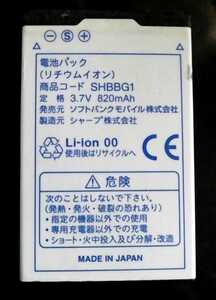 電池パック
(リチウムイオン)
商品コード SHBBG1
定 格 3.7V 820mAh
発売元 ソフトバンクモバイル株式会社
製造元 シャープ株式会社
Li-ion 00
使用後はリサイクルへ
危険
次のことはしないで下さい。
(発熱・発火・破裂の恐れあり)
・指定の機器以外での使用
・専用充電器以外での充電
・ショート・火中投入及び分解・改造
MADE IN JAPAN